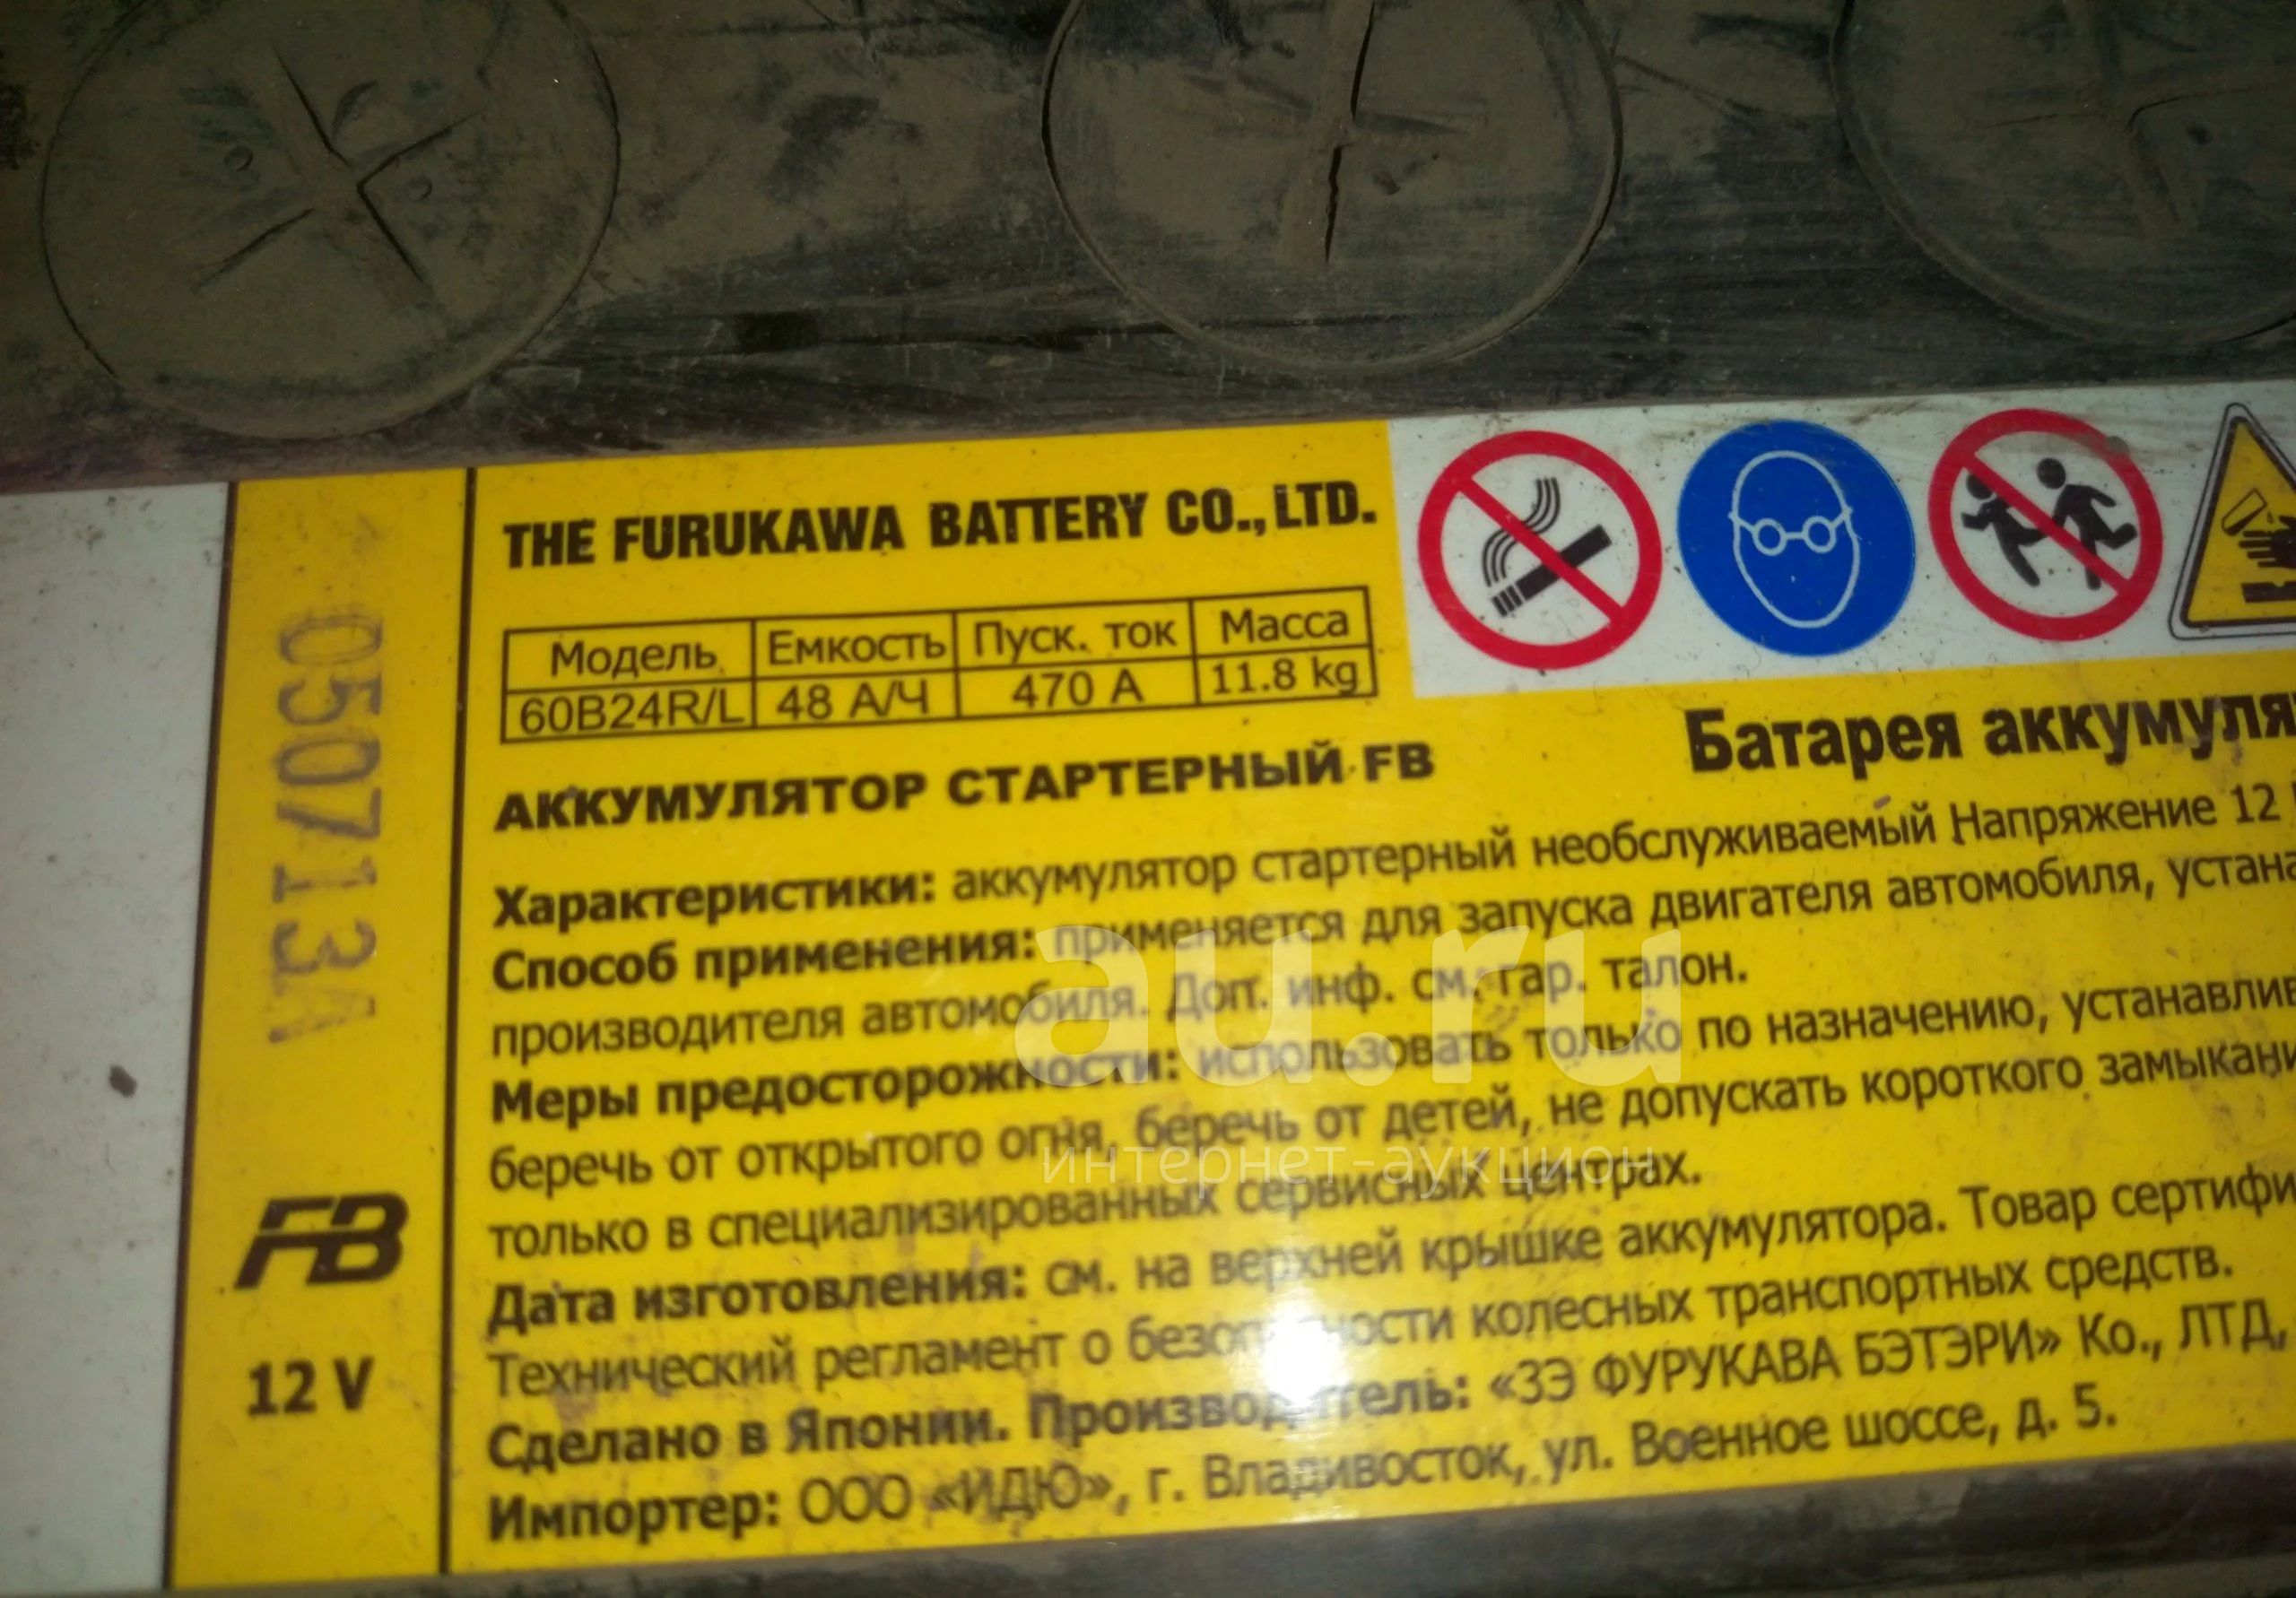 THE FURUKAWA BATTERY CO., LTD.
Модель Емкость Пуск. ток Масса
60B24R/L 48 А/Ч 470 А 11.8 kg
АККУМУЛЯТОР СТАРТЕРНЫЙ FB
Батарея аккумуля
Характеристики: аккумулятор стартерный необслуживаемый Напряжение 12
Способ применения: применяется для запуска двигателя автомобиля, устана
производителя автомобиля. Доп. инф. см. гар. талон.
Меры предосторожности: использовать только по назначению, устанавлив
беречь от открытого огня, беречь от детей, не допускать короткого замыкани
только в специализированных сервисных центрах.
Дата изготовления: см. на верхней крышке аккумулятора. Товар сертифи
Технический регламент о безопасности колесных транспортных средств.
Сделано в Японии. Производитель: «ЗЭ ФУРУКАВА БЭТЭРИ» Ко., ЛТД,
Импортер: ООО «ИДЮ», г. Владивосток, ул. Военное шоссе, д. 5.
050713A
FB
12 V
au.ru
интернет-аукцион